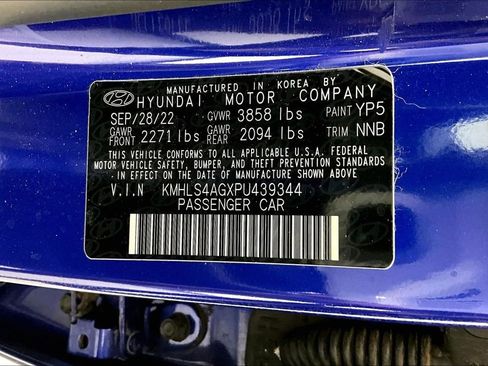 MANUFACTURED IN KOREA BY
HYUNDAI MOTOR COMPANY
SEP/28/22 GVWR 3858 lbs PAINT YP5
GAWR FRONT 2271 lbs GAWR REAR 2094 lbs TRIM NNB
THIS VEHICLE CONFORMS TO ALL APPLICABLE U.S.A. FEDERAL
MOTOR VEHICLE SAFETY, BUMPER, AND THEFT PREVENTION STANDARDS
IN EFFECT ON THE DATE OF MANUFACTURE SHOWN ABOVE.
V.I.N KMHLS4AGXPU439344
PASSENGER CAR